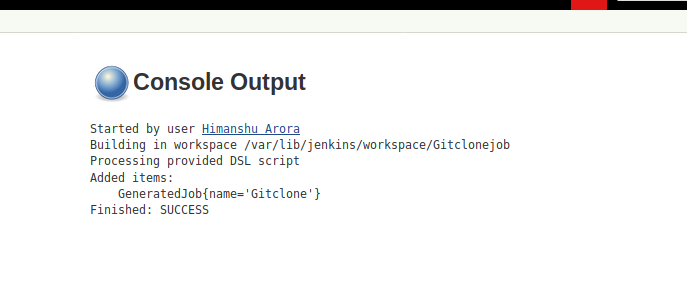 Console Output
Started by user Himanshu Arora
Building in workspace /var/lib/jenkins/workspace/Gitclonejob
Processing provided DSL script
Added items:
    GeneratedJob{name='Gitclone'}
Finished: SUCCESS